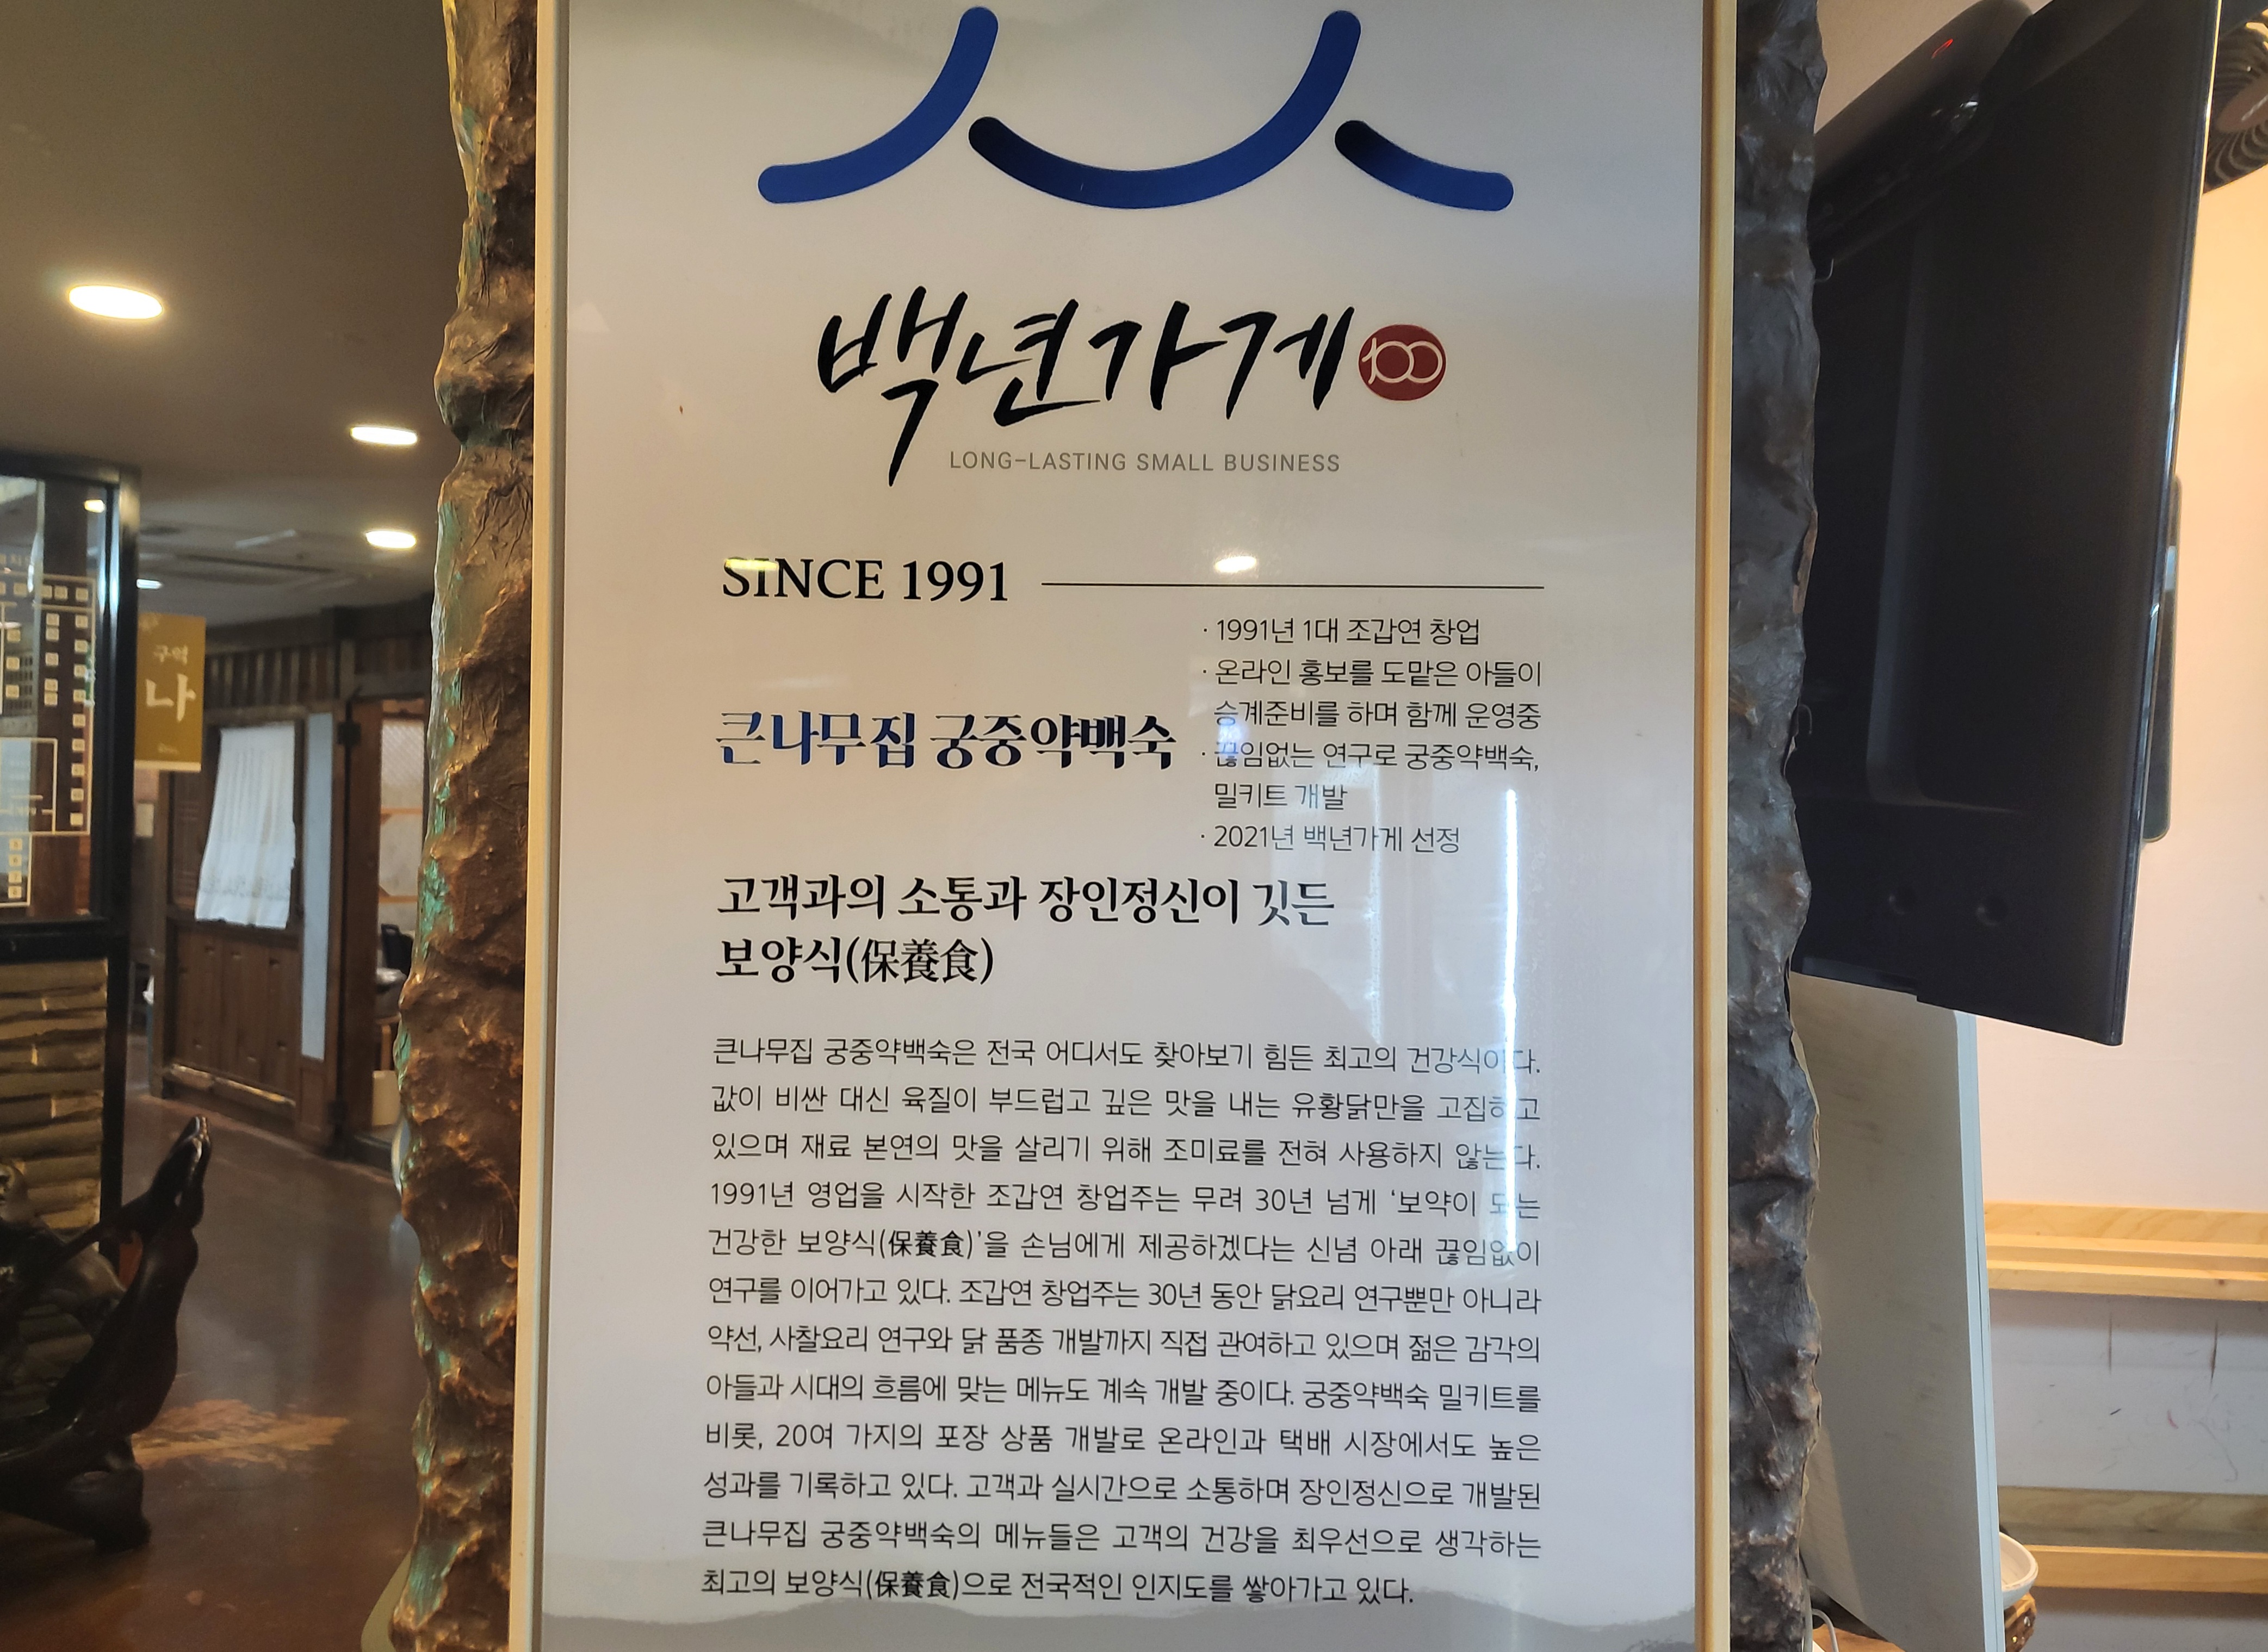 백년가게 100
LONG-LASTING SMALL BUSINESS
SINCE 1991
· 1991년 1대 조갑연 창업
· 온라인 홍보를 도맡은 아들이
승계준비를 하며 함께 운영중
· 끊임없는 연구로 궁중약백숙,
밀키트 개발
· 2021년 백년가게 선정
큰나무집 궁중약백숙
고객과의 소통과 장인정신이 깃든
보양식(保養食)
큰나무집 궁중약백숙은 전국 어디서도 찾아보기 힘든 최고의 건강식이다.
값이 비싼 대신 육질이 부드럽고 깊은 맛을 내는 유황닭만을 고집하고
있으며 재료 본연의 맛을 살리기 위해 조미료를 전혀 사용하지 않는다.
1991년 영업을 시작한 조갑연 창업주는 무려 30년 넘게 ‘보약이 되는
건강한 보양식(保養食)’을 손님에게 제공하겠다는 신념 아래 끊임없이
연구를 이어가고 있다. 조갑연 창업주는 30년 동안 닭요리 연구뿐만 아니라
약선, 사찰요리 연구와 닭 품종 개발까지 직접 관여하고 있으며 젊은 감각의
아들과 시대의 흐름에 맞는 메뉴도 계속 개발 중이다. 궁중약백숙 밀키트를
비롯, 20여 가지의 포장 상품 개발로 온라인과 택배 시장에서도 높은
성과를 기록하고 있다. 고객과 실시간으로 소통하며 장인정신으로 개발된
큰나무집 궁중약백숙의 메뉴들은 고객의 건강을 최우선으로 생각하는
최고의 보양식(保養食)으로 전국적인 인지도를 쌓아가고 있다.
구역
나